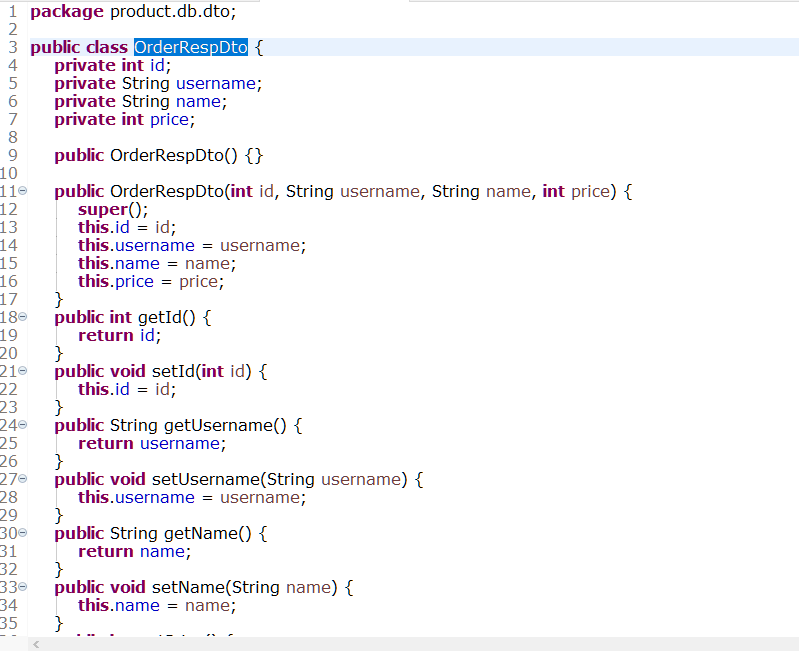 1 package product.db.dto;
2
3 public class OrderRespDto {
4 private int id;
5 private String username;
6 private String name;
7 private int price;
8
9 public OrderRespDto() {}
10
11 public OrderRespDto(int id, String username, String name, int price) {
12 super();
13 this.id = id;
14 this.username = username;
15 this.name = name;
16 this.price = price;
17 }
18 public int getId() {
19 return id;
20 }
21 public void setId(int id) {
22 this.id = id;
23 }
24 public String getUsername() {
25 return username;
26 }
27 public void setUsername(String username) {
28 this.username = username;
29 }
30 public String getName() {
31 return name;
32 }
33 public void setName(String name) {
34 this.name = name;
35 }